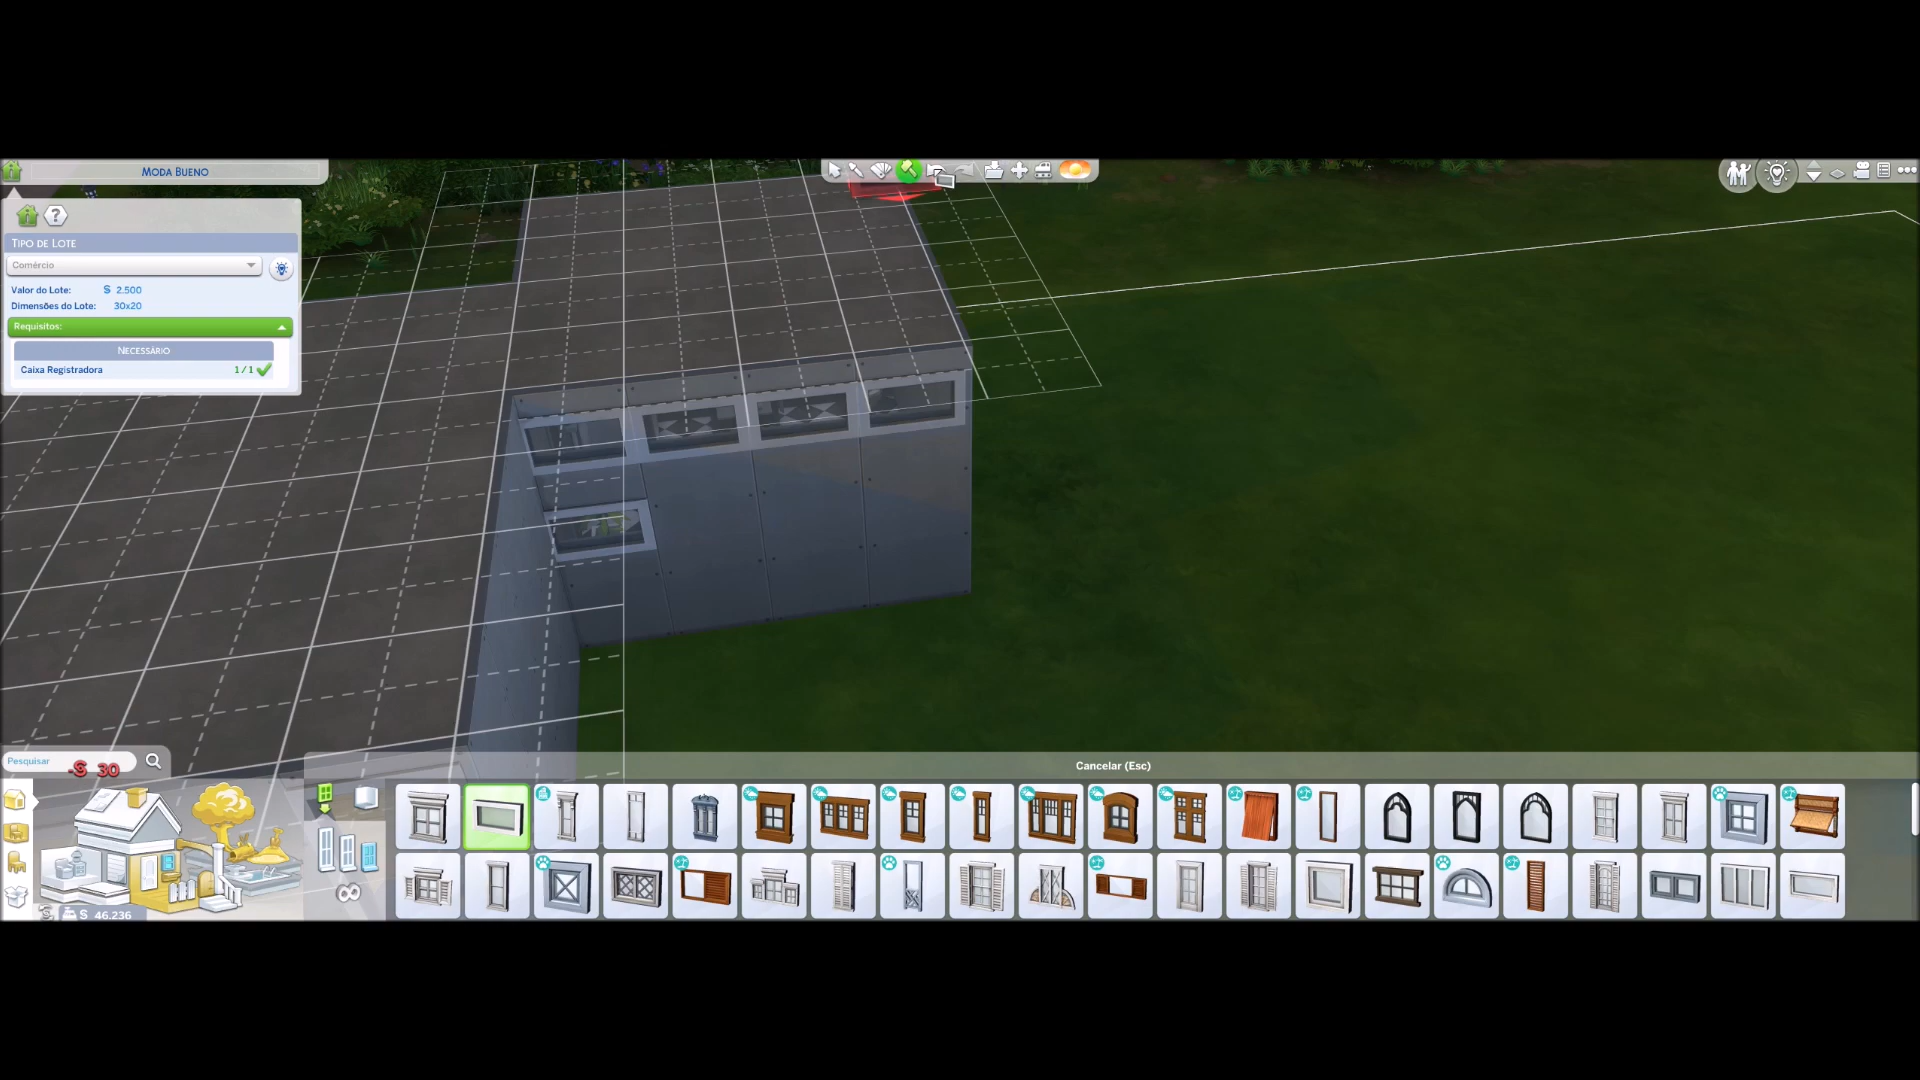 MODA BUENO
?
TIPO DE LOTE
Comércio
Valor do Lote: S 2.500
Dimensões do Lote: 30x20
Requisitos:
NECESSÁRIO
Caixa Registradora 1/1
Pesquisar
-S 30
Cancelar (Esc)
S 46.236